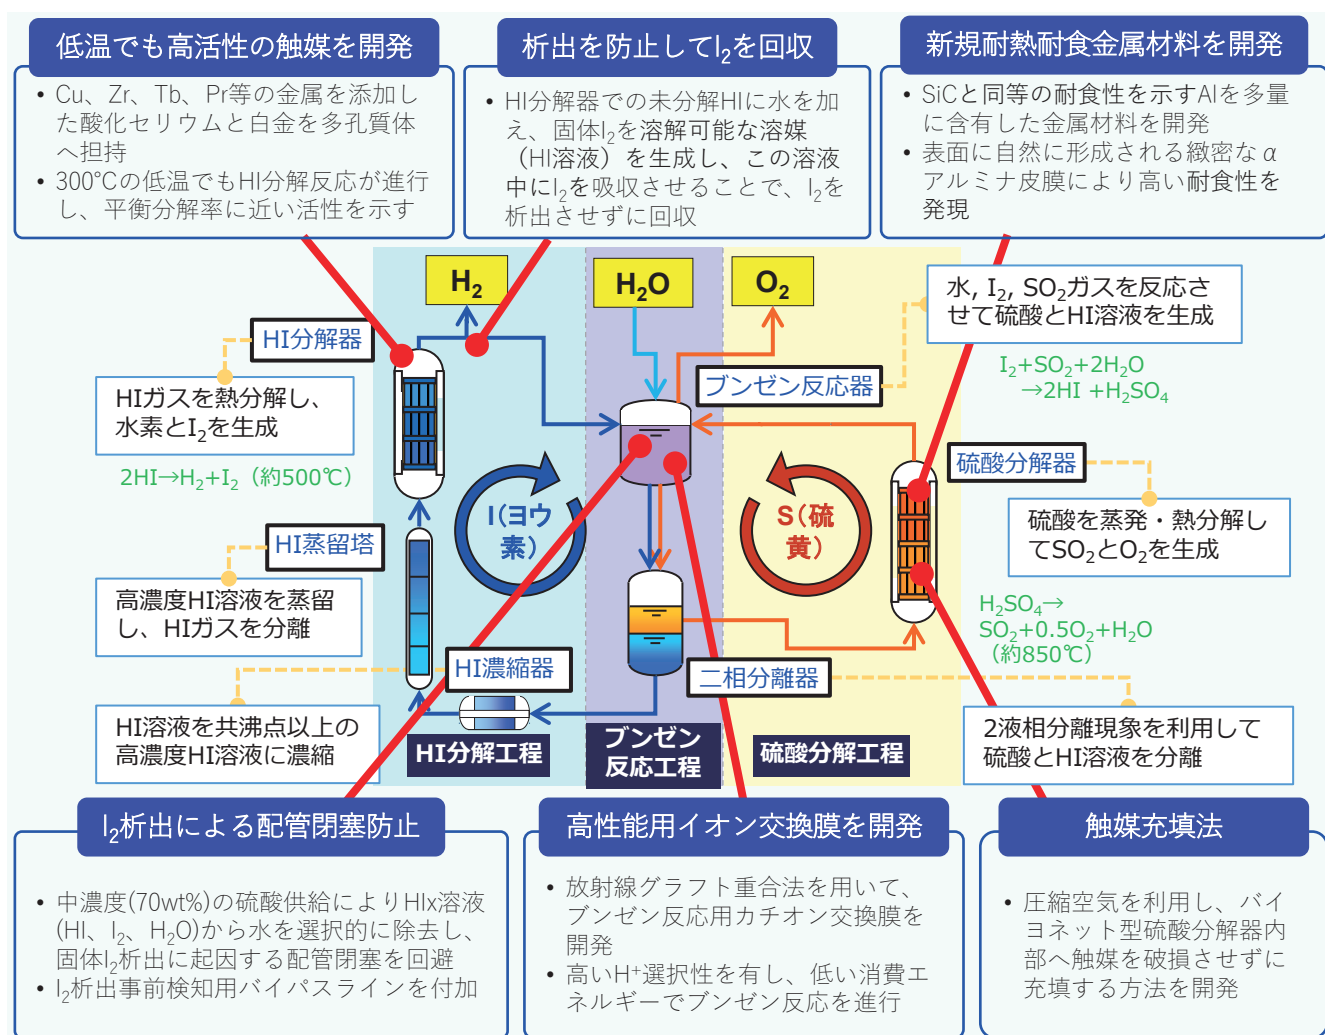 低温でも高活性の触媒を開発
• Cu、Zr、Tb、Pr等の金属を添加し
た酸化セリウムと白金を多孔質体
へ担持
• 300℃の低温でもHI分解反応が進行
し、平衡分解率に近い活性を示す
析出を防止してI₂を回収
• HI分解器での未分解HIに水を加
え、固体I₂を溶解可能な溶媒
（HI溶液）を生成し、この溶液
中にI₂を吸収させることで、I₂を
析出させずに回収
新規耐熱耐食金属材料を開発
• SiCと同等の耐食性を示すAlを多量
に含有した金属材料を開発
• 表面に自然に形成される緻密なα
アルミナ皮膜により高い耐食性を
発現
H₂
H₂O
O₂
HI分解器
HIガスを熱分解し、
水素とI₂を生成
2HI→H₂+I₂（約500℃）
HI蒸留塔
高濃度HI溶液を蒸留
し、HIガスを分離
HI濃縮器
HI溶液を共沸点以上の
高濃度HI溶液に濃縮
I(ヨウ
素）
S(硫
黄）
ブンゼン反応器
水, I₂, SO₂ガスを反応さ
せて硫酸とHI溶液を生成
I₂+SO₂+2H₂O
→2HI +H₂SO₄
硫酸分解器
硫酸を蒸発・熱分解し
てSO₂とO₂を生成
H₂SO₄→
SO₂+0.5O₂+H₂O
（約850℃）
二相分離器
2液相分離現象を利用して
硫酸とHI溶液を分離
HI分解工程
ブンゼン
反応工程
硫酸分解工程
I₂析出による配管閉塞防止
• 中濃度(70wt%)の硫酸供給によりHIx溶液
(HI、I₂、H₂O)から水を選択的に除去し、
固体I₂析出に起因する配管閉塞を回避
• I₂析出事前検知用バイパスラインを付加
高性能用イオン交換膜を開発
• 放射線グラフト重合法を用いて、
ブンゼン反応用カチオン交換膜を
開発
• 高いH⁺選択性を有し、低い消費エ
ネルギーでブンゼン反応を進行
触媒充填法
• 圧縮空気を利用し、バイ
ヨネット型硫酸分解器内
部へ触媒を破損させずに
充填する方法を開発